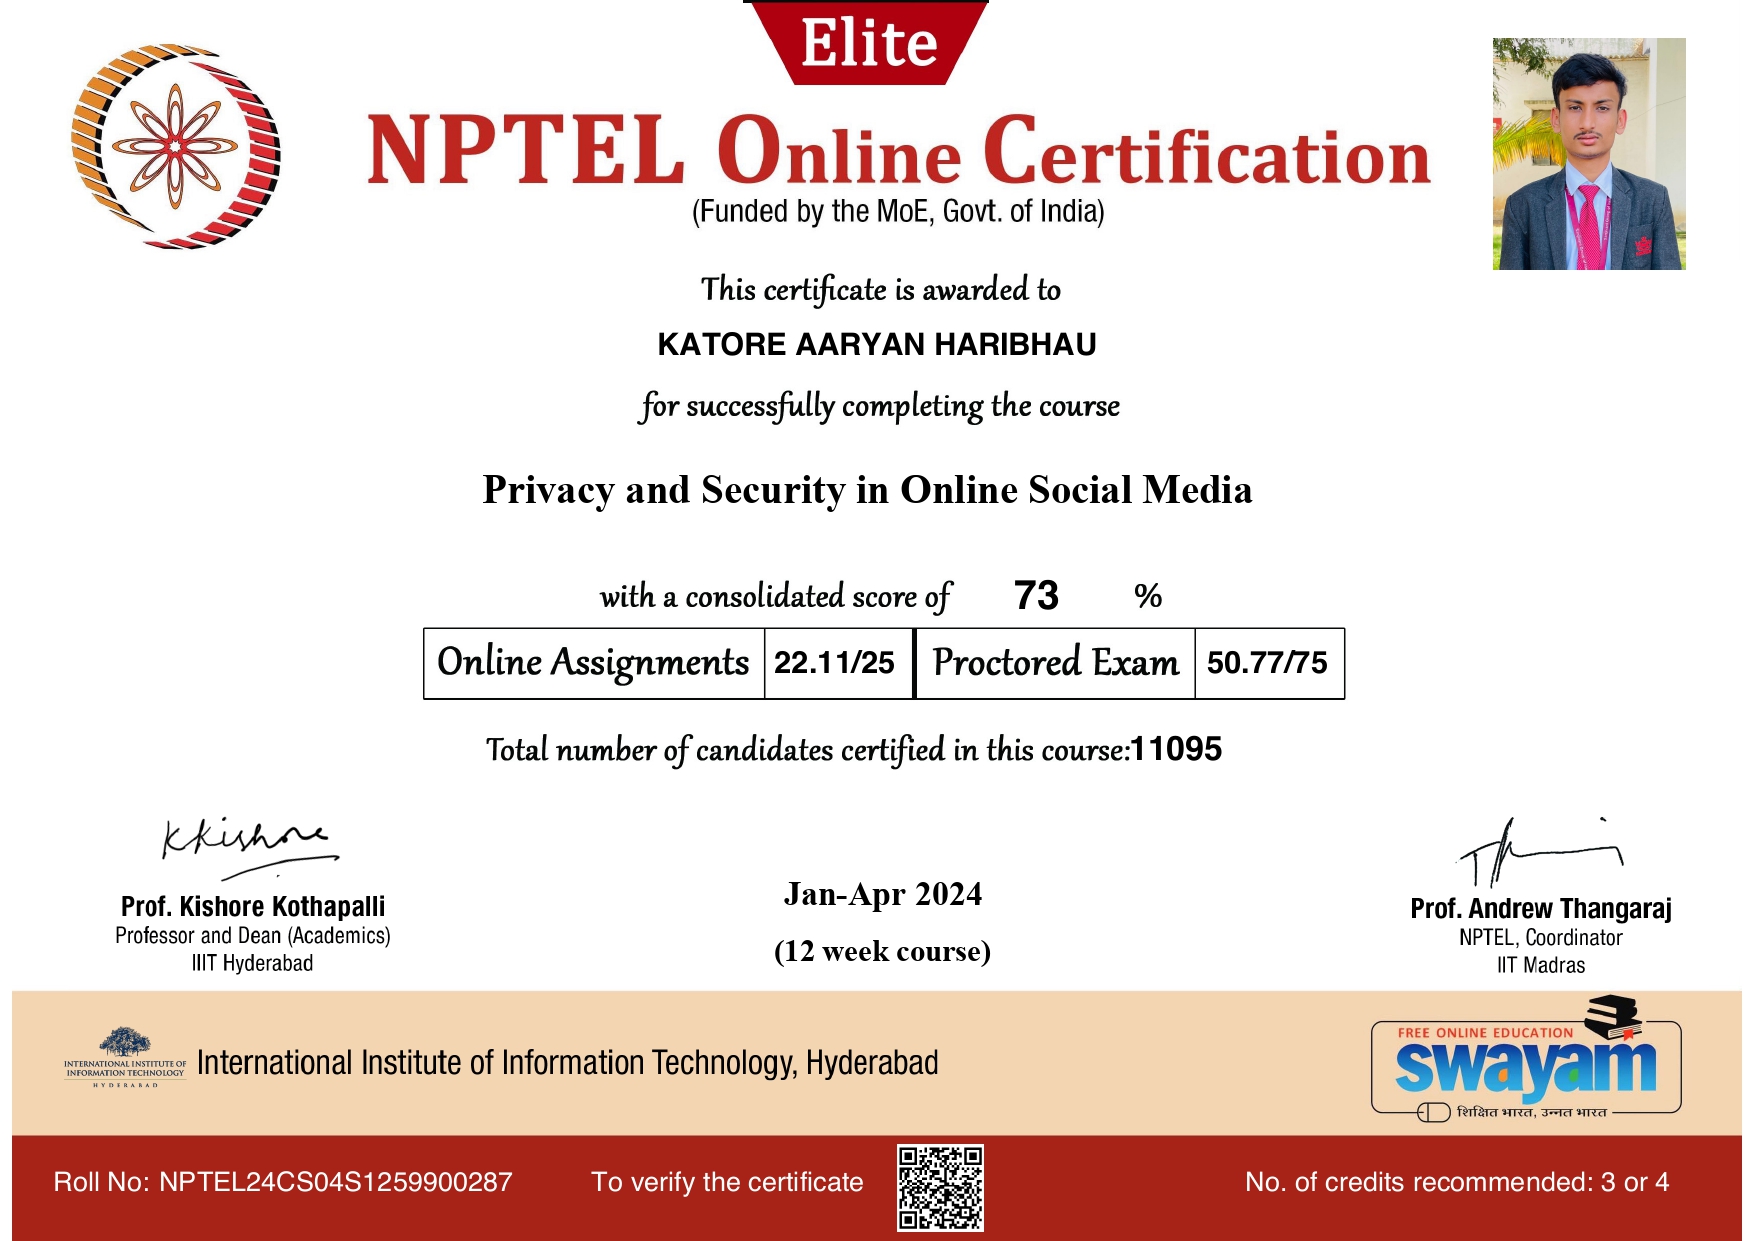 Elite
NPTEL Online Certification
(Funded by the MoE, Govt. of India)
This certificate is awarded to
KATORE AARYAN HARIBHAU
for successfully completing the course
Privacy and Security in Online Social Media
with a consolidated score of 73 %
Online Assignments 22.11/25 Proctored Exam 50.77/75
Total number of candidates certified in this course:11095
KKishore
Prof. Kishore Kothapalli
Professor and Dean (Academics)
IIIT Hyderabad
Jan-Apr 2024
(12 week course)
Prof. Andrew Thangaraj
NPTEL, Coordinator
IIT Madras
INTERNATIONAL INSTITUTE OF
INFORMATION TECHNOLOGY
HYDERABAD
International Institute of Information Technology, Hyderabad
FREE ONLINE EDUCATION
swayam
शिक्षित भारत, उन्नत भारत
Roll No: NPTEL24CS04S1259900287 To verify the certificate No. of credits recommended: 3 or 4